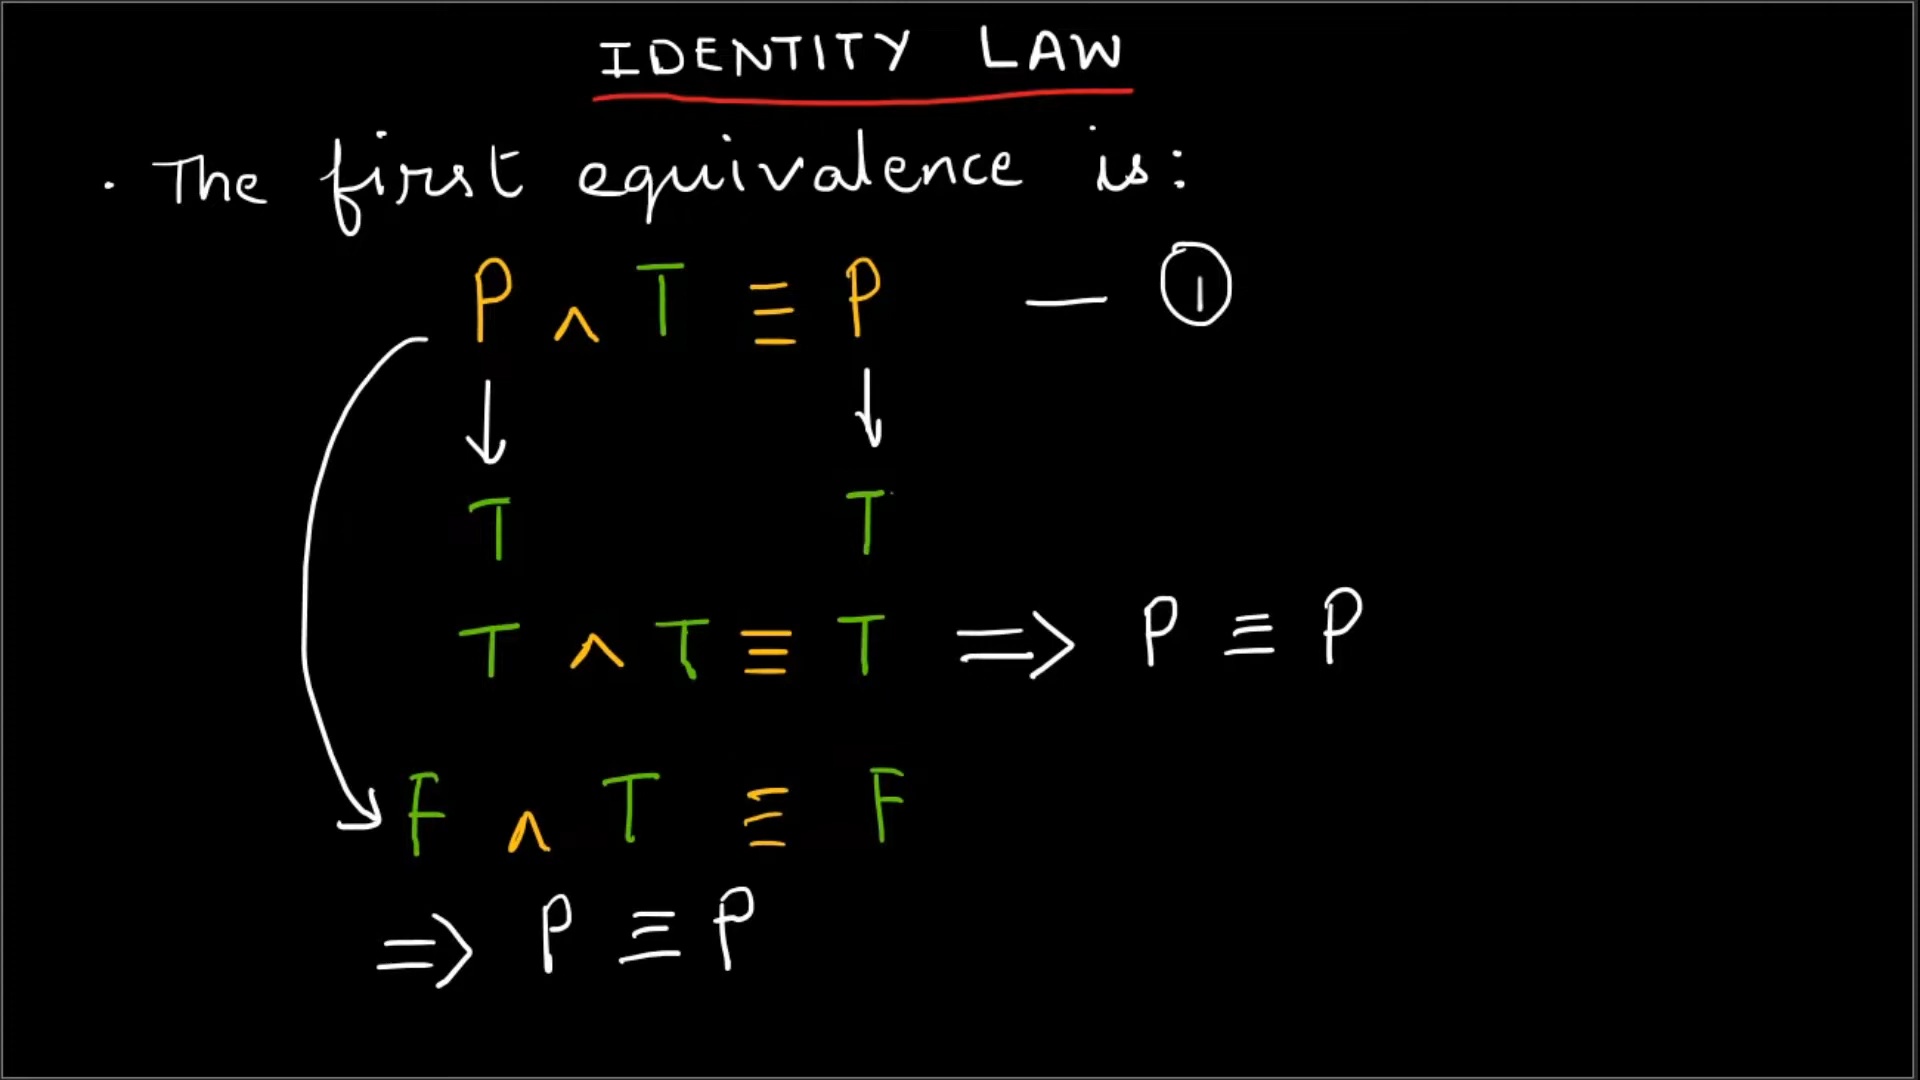 IDENTITY LAW
· The first equivalence is:
P ∧ T ≡ P — ①
↓ ↓
T T
T ∧ T ≡ T ⇒ P ≡ P
F ∧ T ≡ F
⇒ P ≡ P